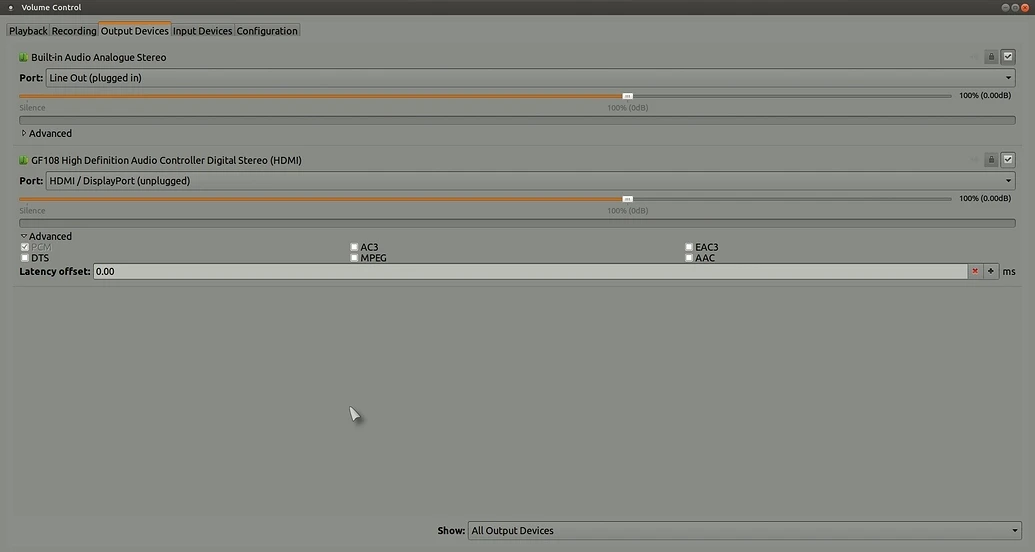 Volume Control
Playback Recording Output Devices Input Devices Configuration
Built-in Audio Analogue Stereo
Port: Line Out (plugged in)
100% (0.00dB)
Silence 100% (0dB)
Advanced
GF108 High Definition Audio Controller Digital Stereo (HDMI)
Port: HDMI / DisplayPort (unplugged)
100% (0.00dB)
Silence 100% (0dB)
Advanced
PCM AC3 EAC3
DTS MPEG AAC
Latency offset: 0.00 ms
Show: All Output Devices